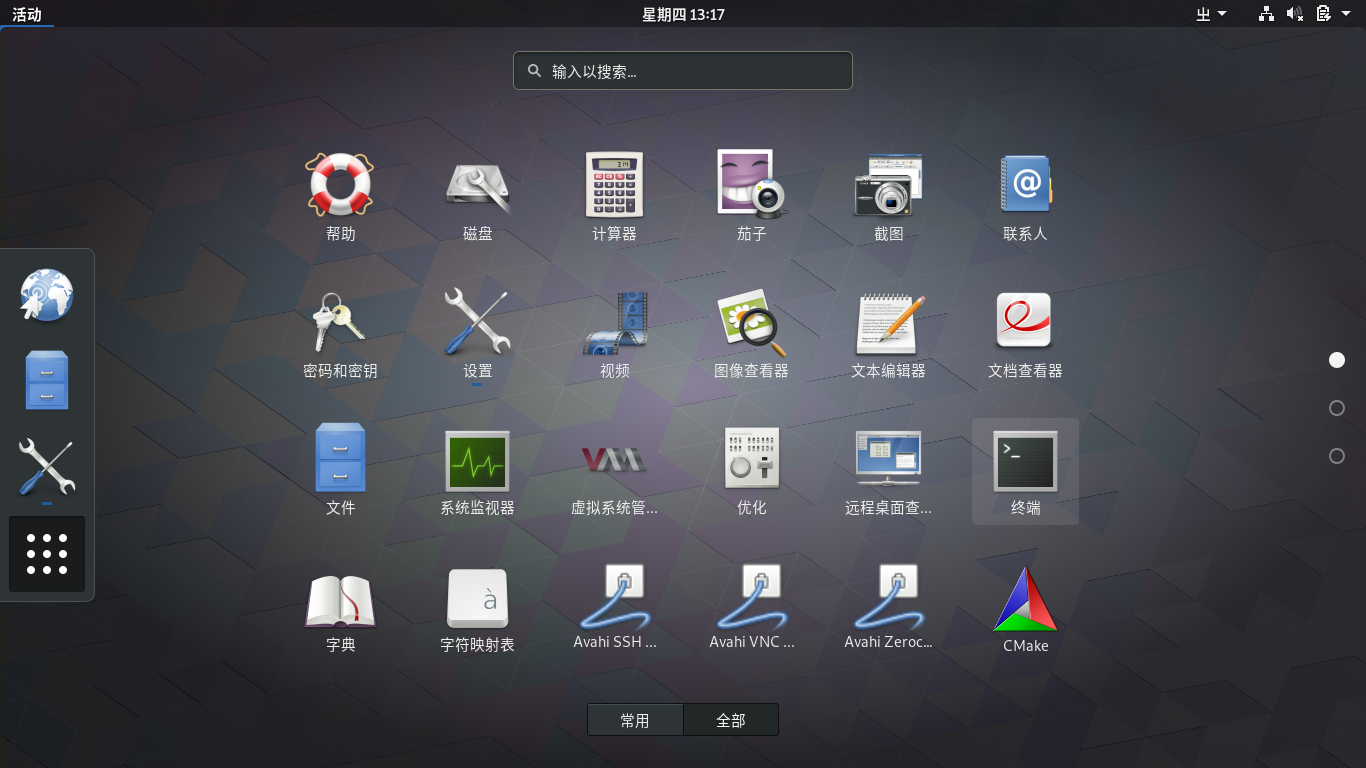 活动
星期四 13:17
㞢
输入以搜索...
帮助
磁盘
计算器
茄子
截图
联系人
密码和密钥
设置
视频
图像查看器
文本编辑器
文档查看器
文件
系统监视器
虚拟系统管...
优化
远程桌面查...
终端
字典
字符映射表
Avahi SSH ...
Avahi VNC ...
Avahi Zeroc...
CMake
常用
全部